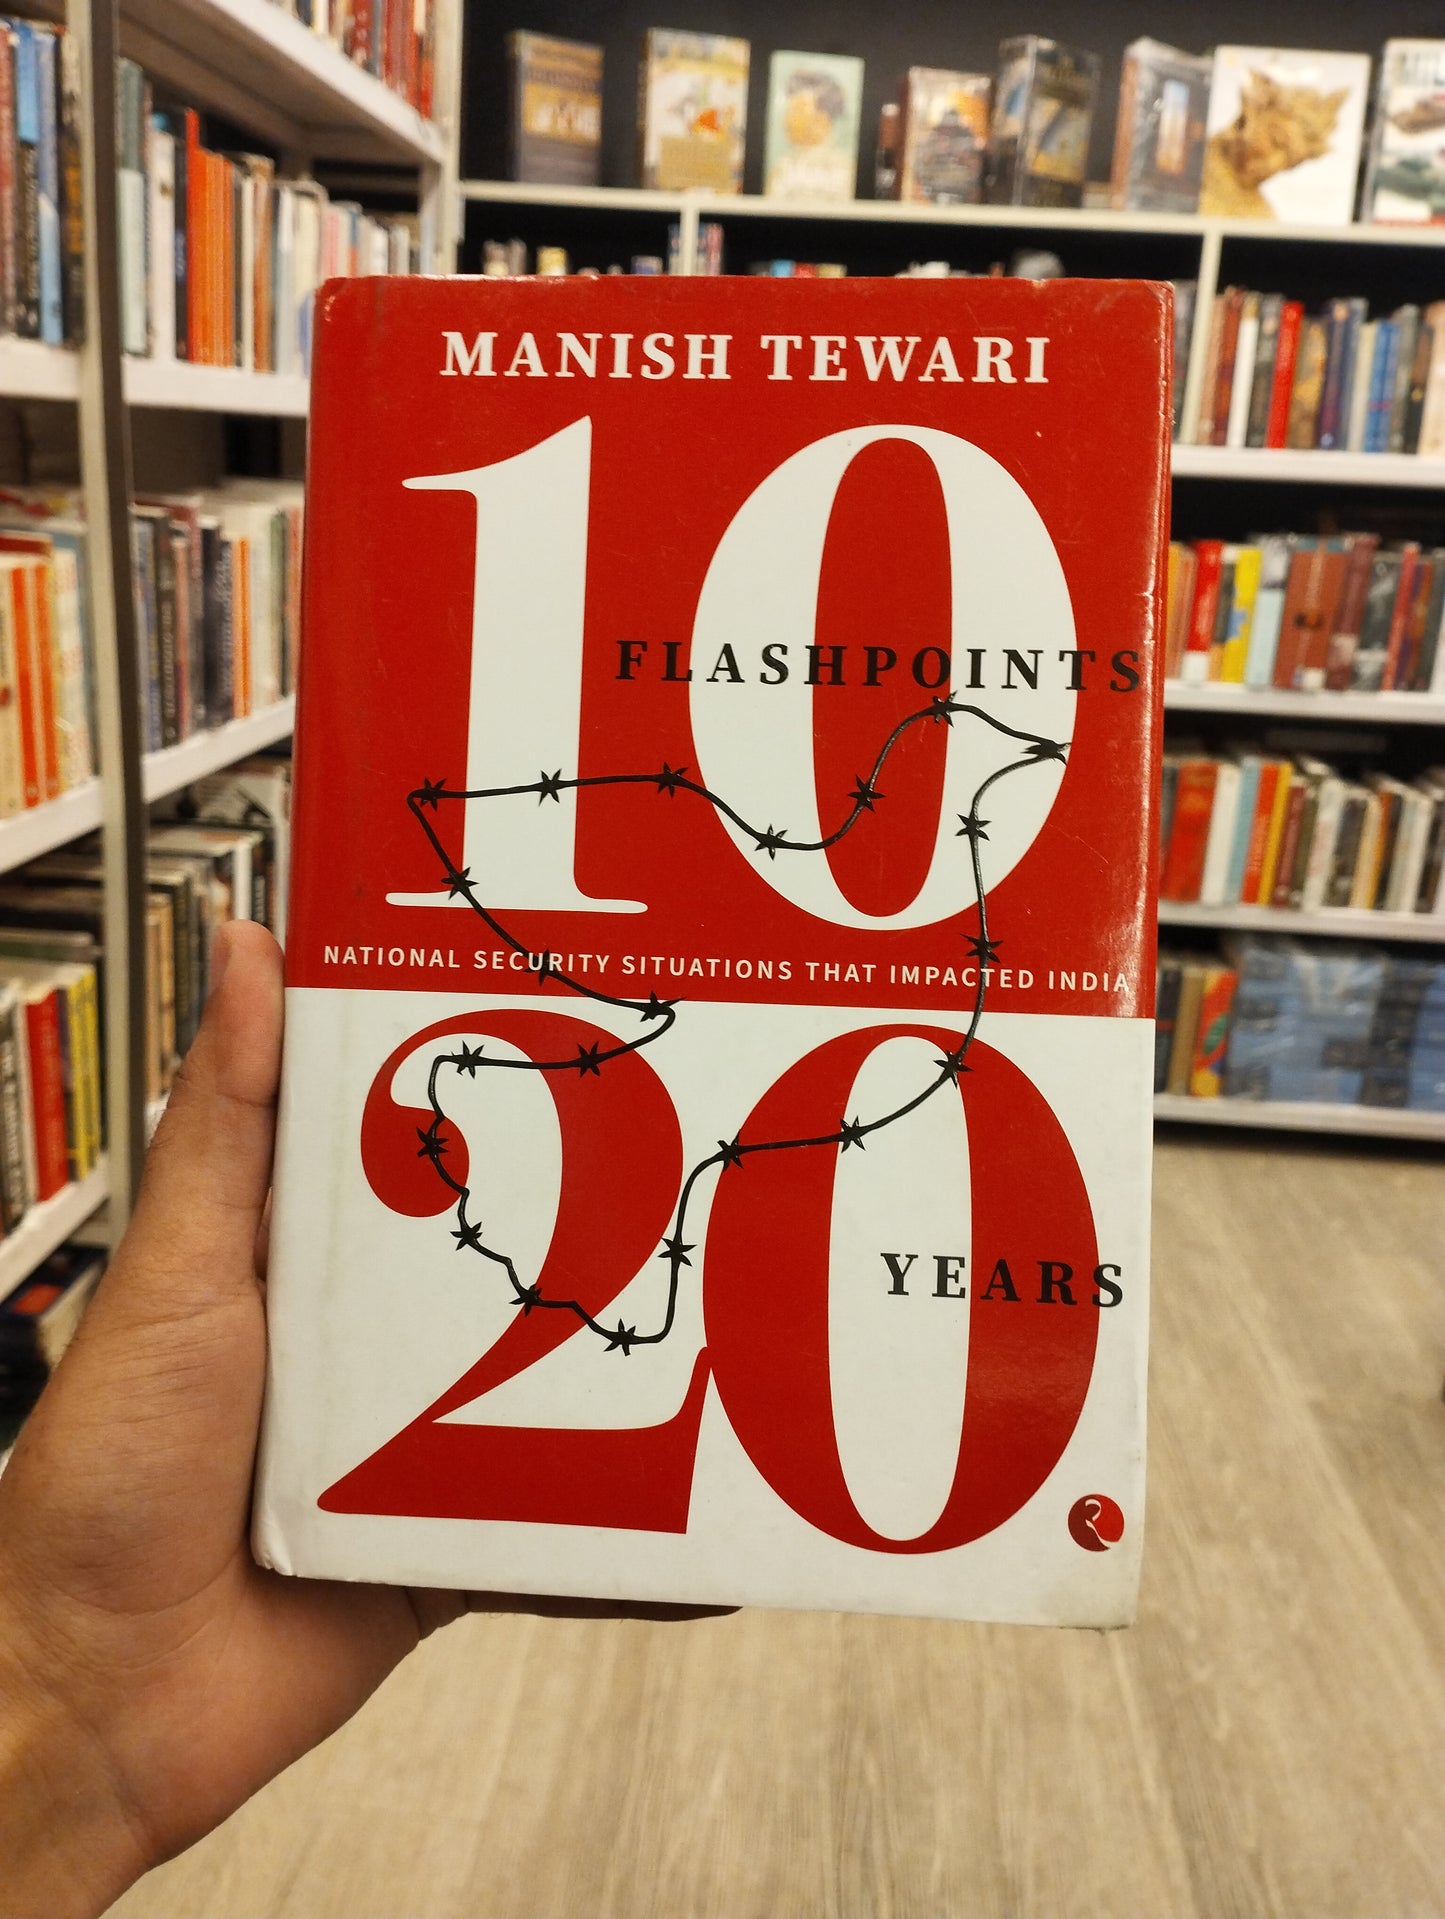 MANISH TEWARI
10
FLASHPOINTS
NATIONAL SECURITY SITUATIONS THAT IMPACTED INDIA
20
YEARS